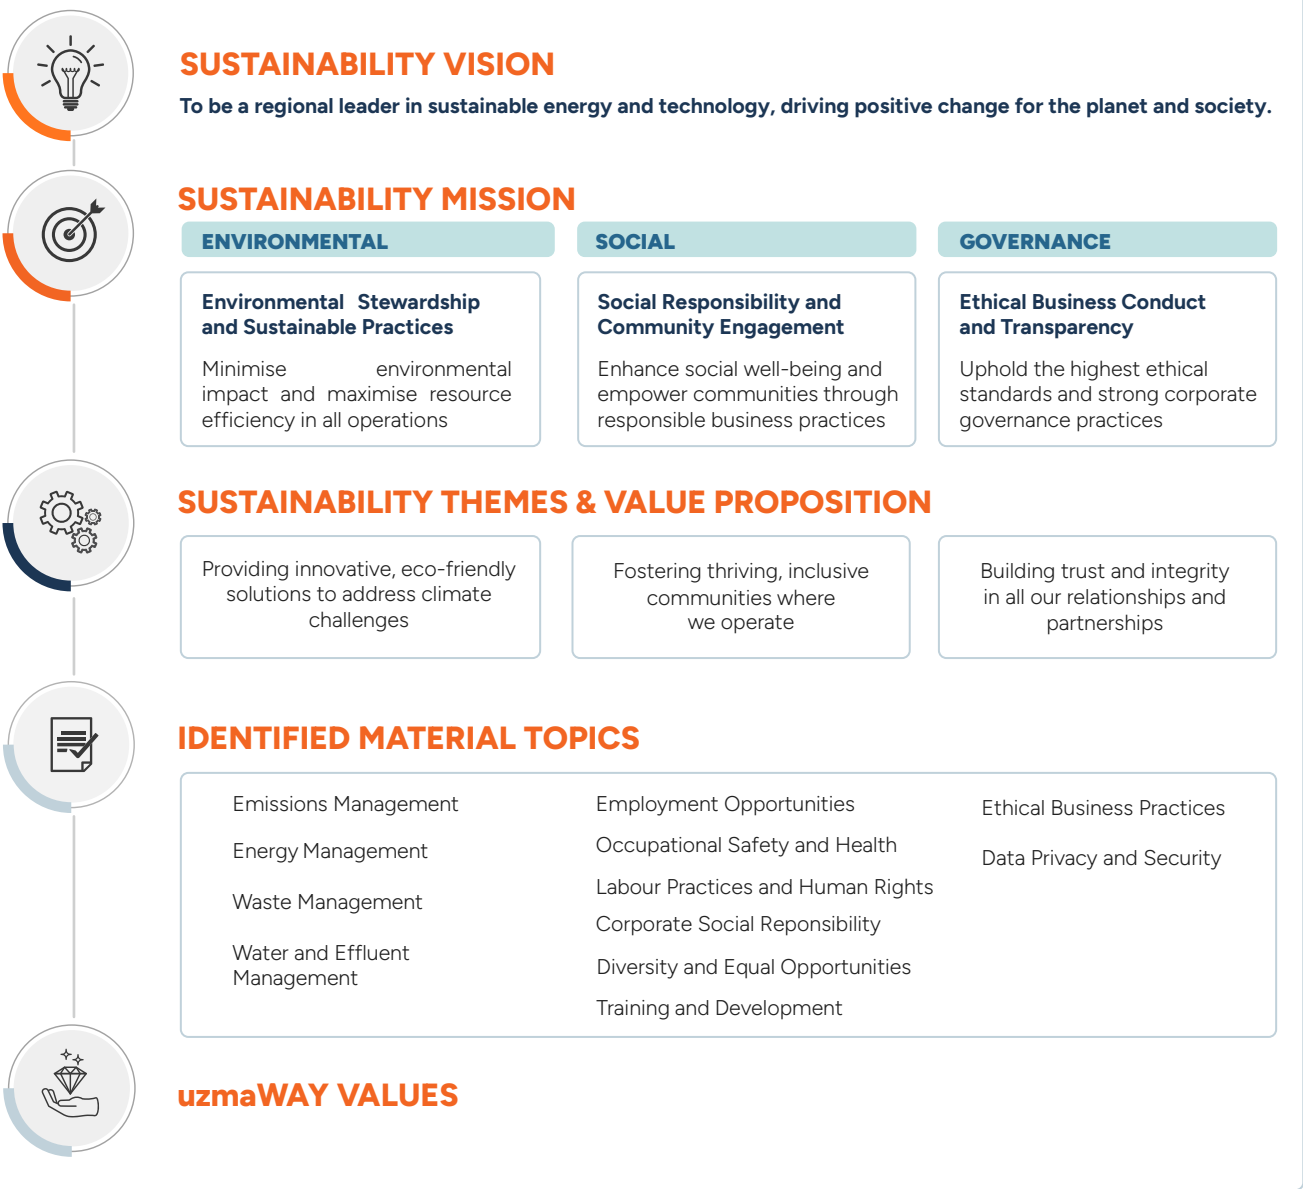 SUSTAINABILITY VISION
To be a regional leader in sustainable energy and technology, driving positive change for the planet and society.
SUSTAINABILITY MISSION
ENVIRONMENTAL
Environmental Stewardship
and Sustainable Practices
Minimise environmental
impact and maximise resource
efficiency in all operations
SOCIAL
Social Responsibility and
Community Engagement
Enhance social well-being and
empower communities through
responsible business practices
GOVERNANCE
Ethical Business Conduct
and Transparency
Uphold the highest ethical
standards and strong corporate
governance practices
SUSTAINABILITY THEMES & VALUE PROPOSITION
Providing innovative, eco-friendly
solutions to address climate
challenges
Fostering thriving, inclusive
communities where
we operate
Building trust and integrity
in all our relationships and
partnerships
IDENTIFIED MATERIAL TOPICS
Emissions Management
Energy Management
Waste Management
Water and Effluent
Management
Employment Opportunities
Occupational Safety and Health
Labour Practices and Human Rights
Corporate Social Reponsibility
Diversity and Equal Opportunities
Training and Development
Ethical Business Practices
Data Privacy and Security
uzmaWAY VALUES